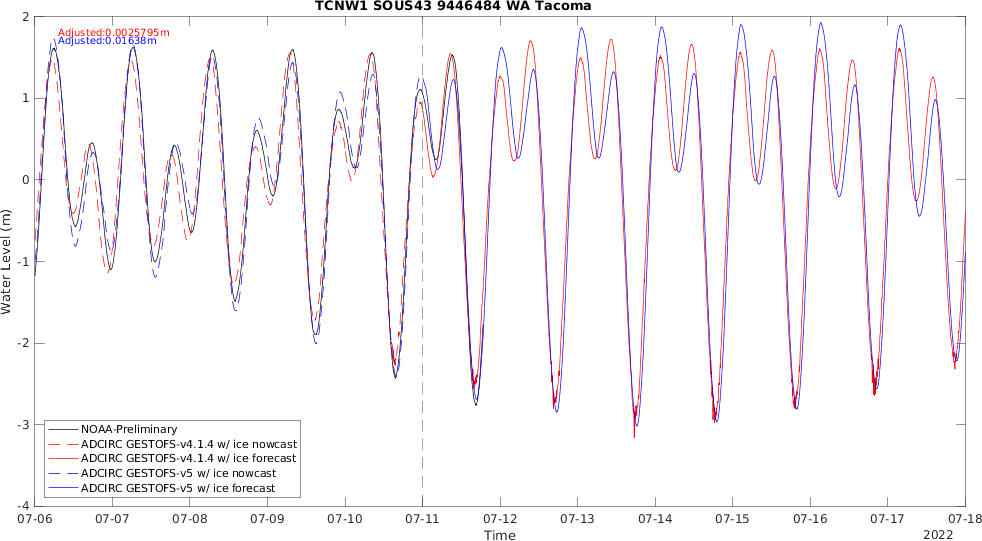 TCNW1 SOUS43 9446484 WA Tacoma
Adjusted:0.0025795m
Adjusted:0.01638m
2
1
0
-1
-2
-3
-4
Water Level (m)
NOAA-Preliminary
ADCIRC GESTOFS-v4.1.4 w/ ice nowcast
ADCIRC GESTOFS-v4.1.4 w/ ice forecast
ADCIRC GESTOFS-v5 w/ ice nowcast
ADCIRC GESTOFS-v5 w/ ice forecast
07-06 07-07 07-08 07-09 07-10 07-11 07-12 07-13 07-14 07-15 07-16 07-17 07-18
Time
2022